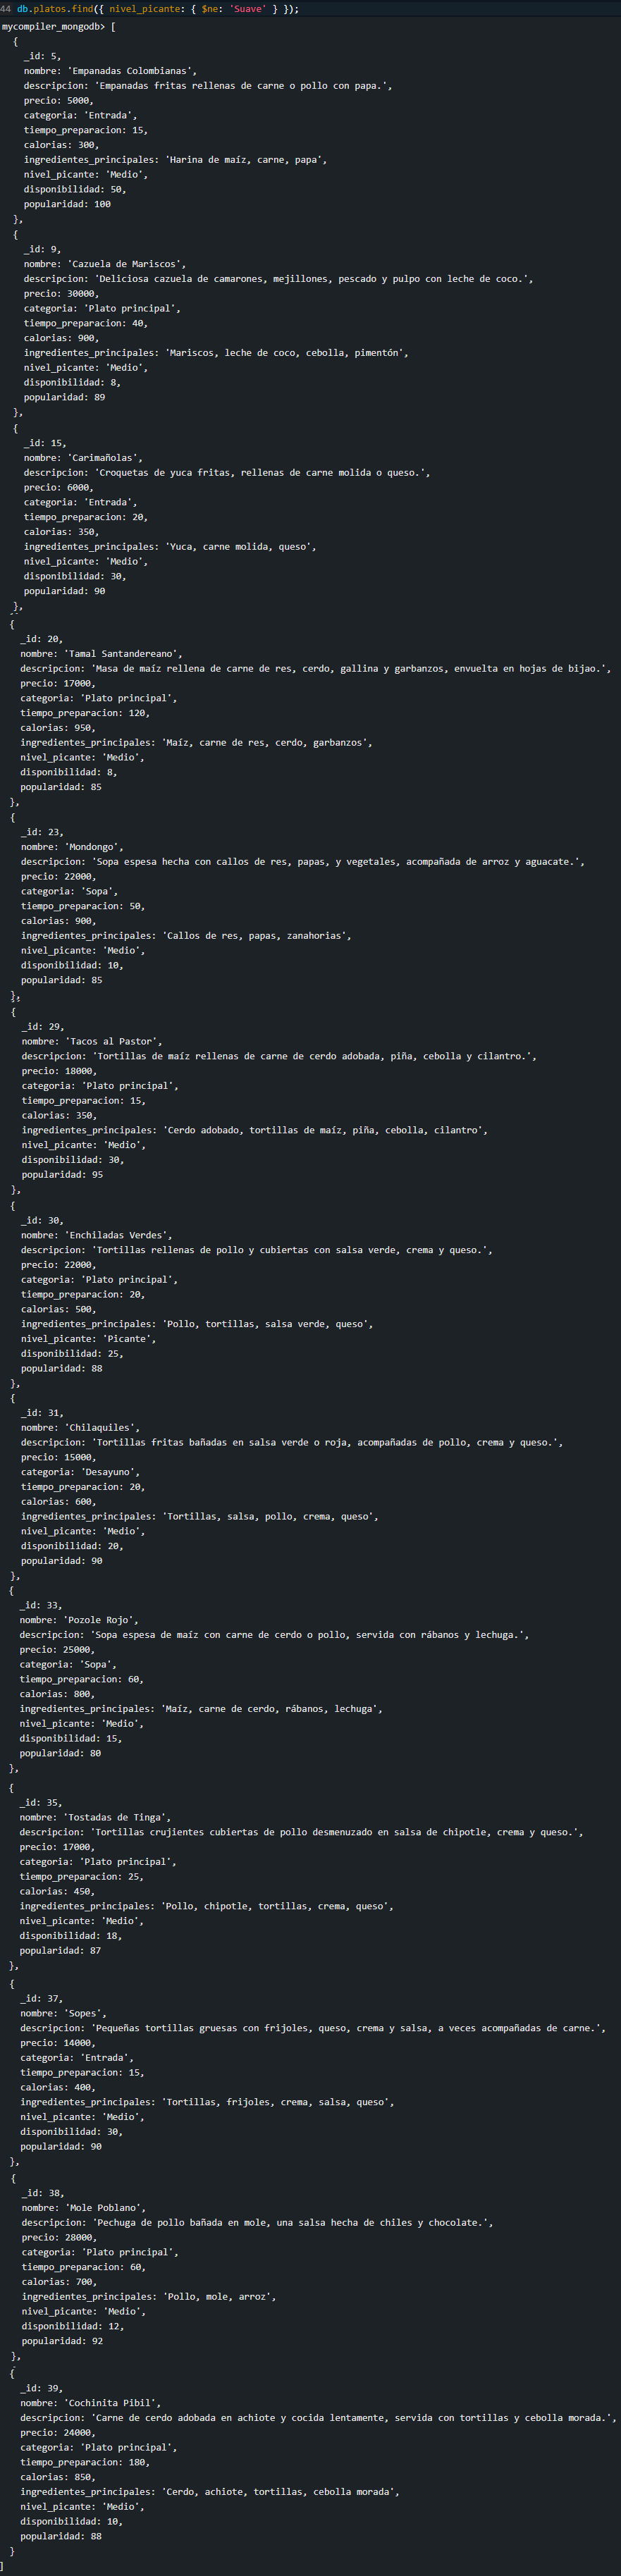 44 db.platos.find({ nivel_picante: { $ne: 'Suave' } });
mycompiler_mongodb> [
{
_id: 5,
nombre: 'Empanadas Colombianas',
descripcion: 'Empanadas fritas rellenas de carne o pollo con papa.',
precio: 5000,
categoria: 'Entrada',
tiempo_preparacion: 15,
calorias: 300,
ingredientes_principales: 'Harina de maíz, carne, papa',
nivel_picante: 'Medio',
disponibilidad: 50,
popularidad: 100
},
{
_id: 9,
nombre: 'Cazuela de Mariscos',
descripcion: 'Deliciosa cazuela de camarones, mejillones, pescado y pulpo con leche de coco.',
precio: 30000,
categoria: 'Plato principal',
tiempo_preparacion: 40,
calorias: 900,
ingredientes_principales: 'Mariscos, leche de coco, cebolla, pimentón',
nivel_picante: 'Medio',
disponibilidad: 8,
popularidad: 89
},
{
_id: 15,
nombre: 'Carimañolas',
descripcion: 'Croquetas de yuca fritas, rellenas de carne molida o queso.',
precio: 6000,
categoria: 'Entrada',
tiempo_preparacion: 20,
calorias: 350,
ingredientes_principales: 'Yuca, carne molida, queso',
nivel_picante: 'Medio',
disponibilidad: 30,
popularidad: 90
},
{
_id: 20,
nombre: 'Tamal Santandereano',
descripcion: 'Masa de maíz rellena de carne de res, cerdo, gallina y garbanzos, envuelta en hojas de bijao.',
precio: 17000,
categoria: 'Plato principal',
tiempo_preparacion: 120,
calorias: 950,
ingredientes_principales: 'Maíz, carne de res, cerdo, garbanzos',
nivel_picante: 'Medio',
disponibilidad: 8,
popularidad: 85
},
{
_id: 23,
nombre: 'Mondongo',
descripcion: 'Sopa espesa hecha con callos de res, papas, y vegetales, acompañada de arroz y aguacate.',
precio: 22000,
categoria: 'Sopa',
tiempo_preparacion: 50,
calorias: 900,
ingredientes_principales: 'Callos de res, papas, zanahorias',
nivel_picante: 'Medio',
disponibilidad: 10,
popularidad: 85
},
{
_id: 29,
nombre: 'Tacos al Pastor',
descripcion: 'Tortillas de maíz rellenas de carne de cerdo adobada, piña, cebolla y cilantro.',
precio: 18000,
categoria: 'Plato principal',
tiempo_preparacion: 15,
calorias: 350,
ingredientes_principales: 'Cerdo adobado, tortillas de maíz, piña, cebolla, cilantro',
nivel_picante: 'Medio',
disponibilidad: 30,
popularidad: 95
},
{
_id: 30,
nombre: 'Enchiladas Verdes',
descripcion: 'Tortillas rellenas de pollo y cubiertas con salsa verde, crema y queso.',
precio: 22000,
categoria: 'Plato principal',
tiempo_preparacion: 20,
calorias: 500,
ingredientes_principales: 'Pollo, tortillas, salsa verde, queso',
nivel_picante: 'Picante',
disponibilidad: 25,
popularidad: 88
},
{
_id: 31,
nombre: 'Chilaquiles',
descripcion: 'Tortillas fritas bañadas en salsa verde o roja, acompañadas de pollo, crema y queso.',
precio: 15000,
categoria: 'Desayuno',
tiempo_preparacion: 20,
calorias: 600,
ingredientes_principales: 'Tortillas, salsa, pollo, crema, queso',
nivel_picante: 'Medio',
disponibilidad: 20,
popularidad: 90
},
{
_id: 33,
nombre: 'Pozole Rojo',
descripcion: 'Sopa espesa de maíz con carne de cerdo o pollo, servida con rábanos y lechuga.',
precio: 25000,
categoria: 'Sopa',
tiempo_preparacion: 60,
calorias: 800,
ingredientes_principales: 'Maíz, carne de cerdo, rábanos, lechuga',
nivel_picante: 'Medio',
disponibilidad: 15,
popularidad: 80
},
{
_id: 35,
nombre: 'Tostadas de Tinga',
descripcion: 'Tortillas crujientes cubiertas de pollo desmenuzado en salsa de chipotle, crema y queso.',
precio: 17000,
categoria: 'Plato principal',
tiempo_preparacion: 25,
calorias: 450,
ingredientes_principales: 'Pollo, chipotle, tortillas, crema, queso',
nivel_picante: 'Medio',
disponibilidad: 18,
popularidad: 87
},
{
_id: 37,
nombre: 'Sopes',
descripcion: 'Pequeñas tortillas gruesas con frijoles, queso, crema y salsa, a veces acompañadas de carne.',
precio: 14000,
categoria: 'Entrada',
tiempo_preparacion: 15,
calorias: 400,
ingredientes_principales: 'Tortillas, frijoles, crema, salsa, queso',
nivel_picante: 'Medio',
disponibilidad: 30,
popularidad: 90
},
{
_id: 38,
nombre: 'Mole Poblano',
descripcion: 'Pechuga de pollo bañada en mole, una salsa hecha de chiles y chocolate.',
precio: 28000,
categoria: 'Plato principal',
tiempo_preparacion: 60,
calorias: 700,
ingredientes_principales: 'Pollo, mole, arroz',
nivel_picante: 'Medio',
disponibilidad: 12,
popularidad: 92
},
{
_id: 39,
nombre: 'Cochinita Pibil',
descripcion: 'Carne de cerdo adobada en achiote y cocida lentamente, servida con tortillas y cebolla morada.',
precio: 24000,
categoria: 'Plato principal',
tiempo_preparacion: 180,
calorias: 850,
ingredientes_principales: 'Cerdo, achiote, tortillas, cebolla morada',
nivel_picante: 'Medio',
disponibilidad: 10,
popularidad: 88
}
]